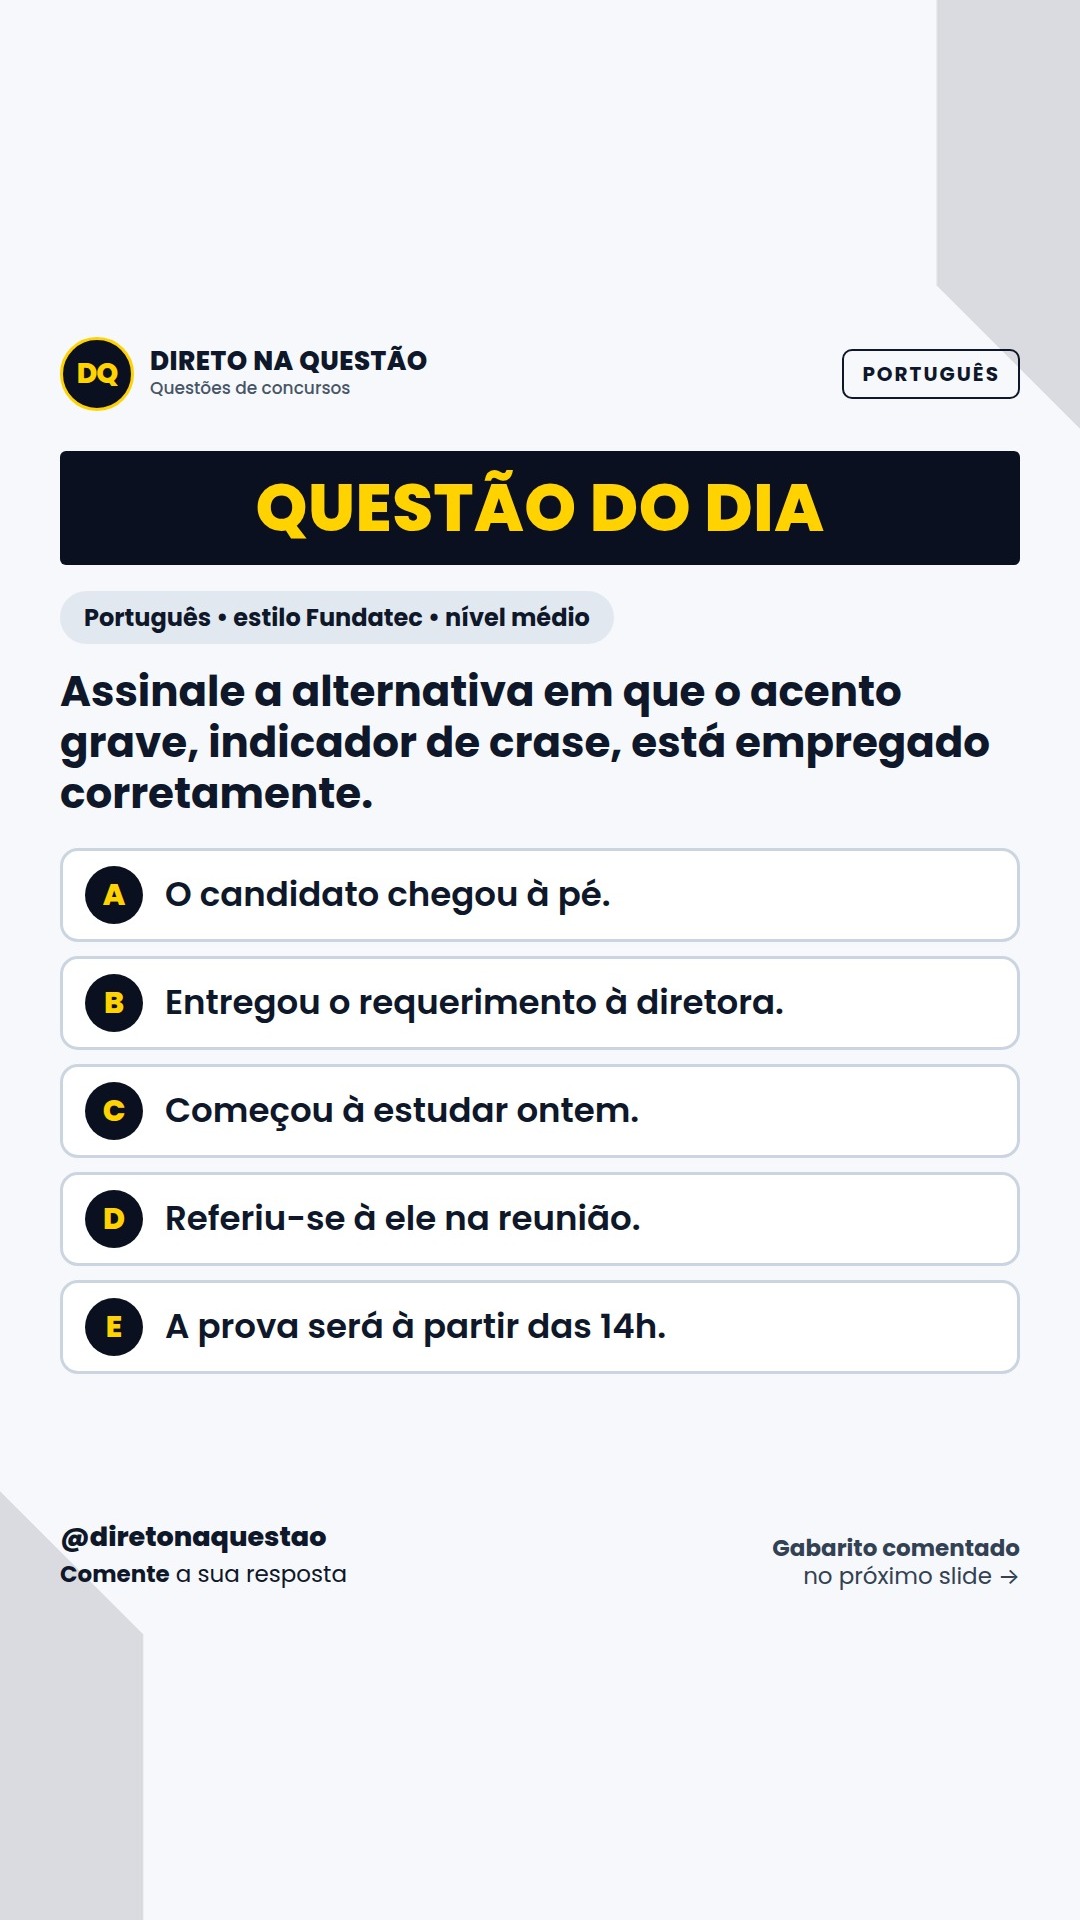 DQ
DIRETO NA QUESTÃO
Questões de concursos
PORTUGUÊS
QUESTÃO DO DIA
Português • estilo Fundatec • nível médio
Assinale a alternativa em que o acento
grave, indicador de crase, está empregado
corretamente.
A O candidato chegou à pé.
B Entregou o requerimento à diretora.
C Começou à estudar ontem.
D Referiu-se à ele na reunião.
E A prova será à partir das 14h.
@diretonaquestao
Comente a sua resposta
Gabarito comentado
no próximo slide →